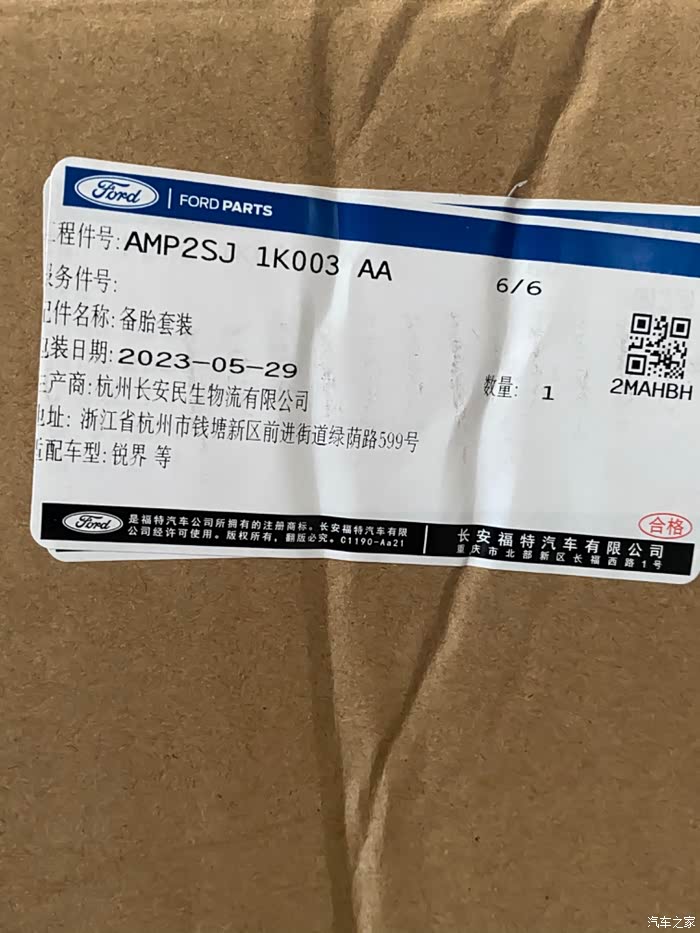 Ford FORD PARTS
程件号:AMP2SJ 1K003 AA
6/6
务件号:
件名称:备胎套装
装日期:2023-05-29
产商:杭州长安民生物流有限公司
数量: 1
2MAHBH
地址: 浙江省杭州市钱塘新区前进街道绿荫路599号
适配车型:锐界 等
合格
Ford 是福特汽车公司所拥有的注册商标。长安福特汽车有限
公司经许可使用。版权所有,翻版必究。C1190-Aa21
长安福特汽车有限公司
重庆市北部新区长福西路1号
汽车之家